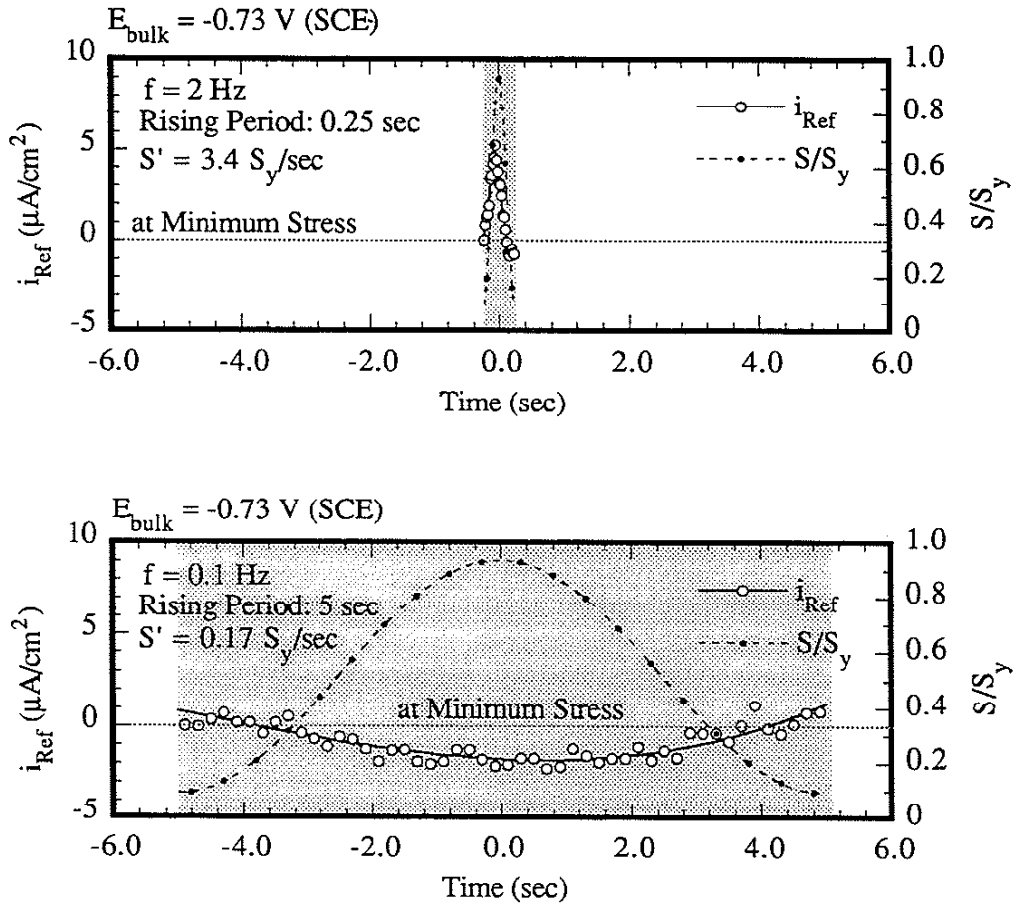 E_bulk = -0.73 V (SCE)
f = 2 Hz
Rising Period: 0.25 sec
S' = 3.4 S_y/sec
at Minimum Stress
i_Ref
S/S_y
i_Ref (μA/cm²)
10
5
0
-5
S/S_y
1.0
0.8
0.6
0.4
0.2
0
-6.0 -4.0 -2.0 0.0 2.0 4.0 6.0
Time (sec)
E_bulk = -0.73 V (SCE)
f = 0.1 Hz
Rising Period: 5 sec
S' = 0.17 S_y/sec
at Minimum Stress
i_Ref
S/S_y
i_Ref (μA/cm²)
10
5
0
-5
S/S_y
1.0
0.8
0.6
0.4
0.2
0
-6.0 -4.0 -2.0 0.0 2.0 4.0 6.0
Time (sec)